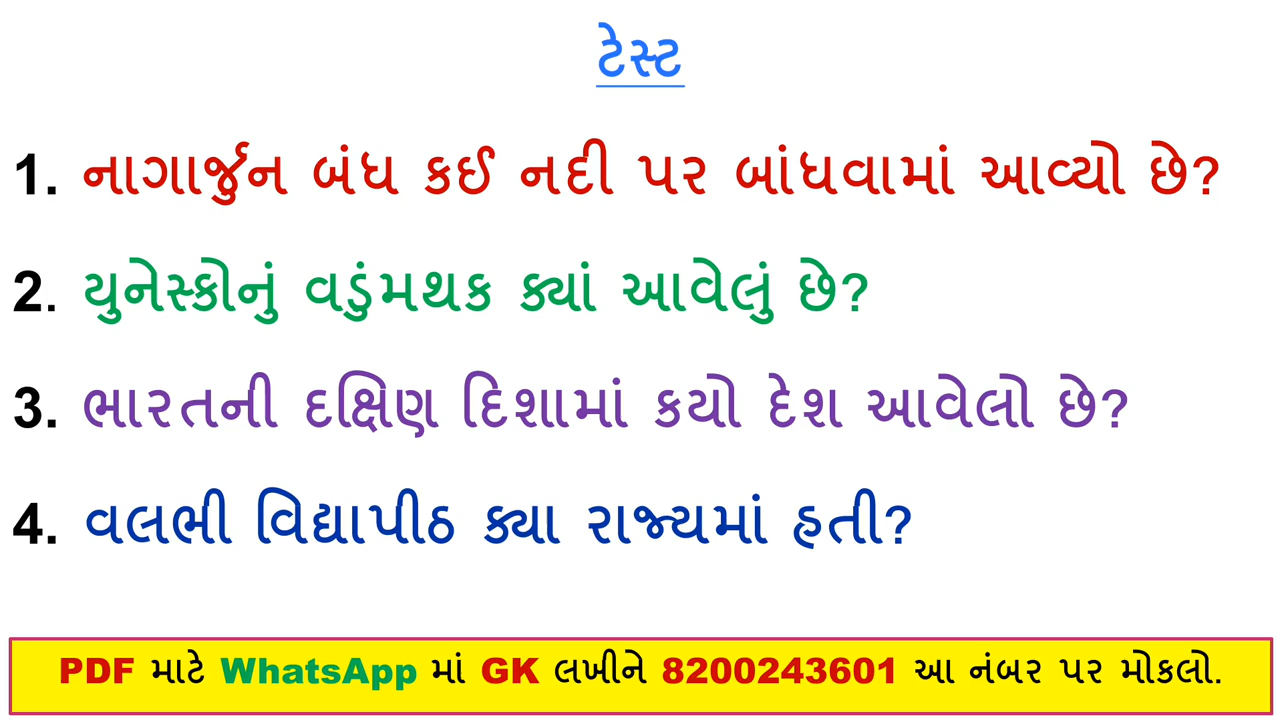 ટેસ્ટ
1. નાગાર્જુન બંધ કઈ નદી પર બાંધવામાં આવ્યો છે?
2. યુનેસ્કોનું વડુંમથક ક્યાં આવેલું છે?
3. ભારતની દક્ષિણ દિશામાં કયો દેશ આવેલો છે?
4. વલભી વિદ્યાપીઠ ક્યા રાજ્યમાં હતી?
PDF માટે WhatsApp માં GK લખીને 8200243601 આ નંબર પર મોકલો.